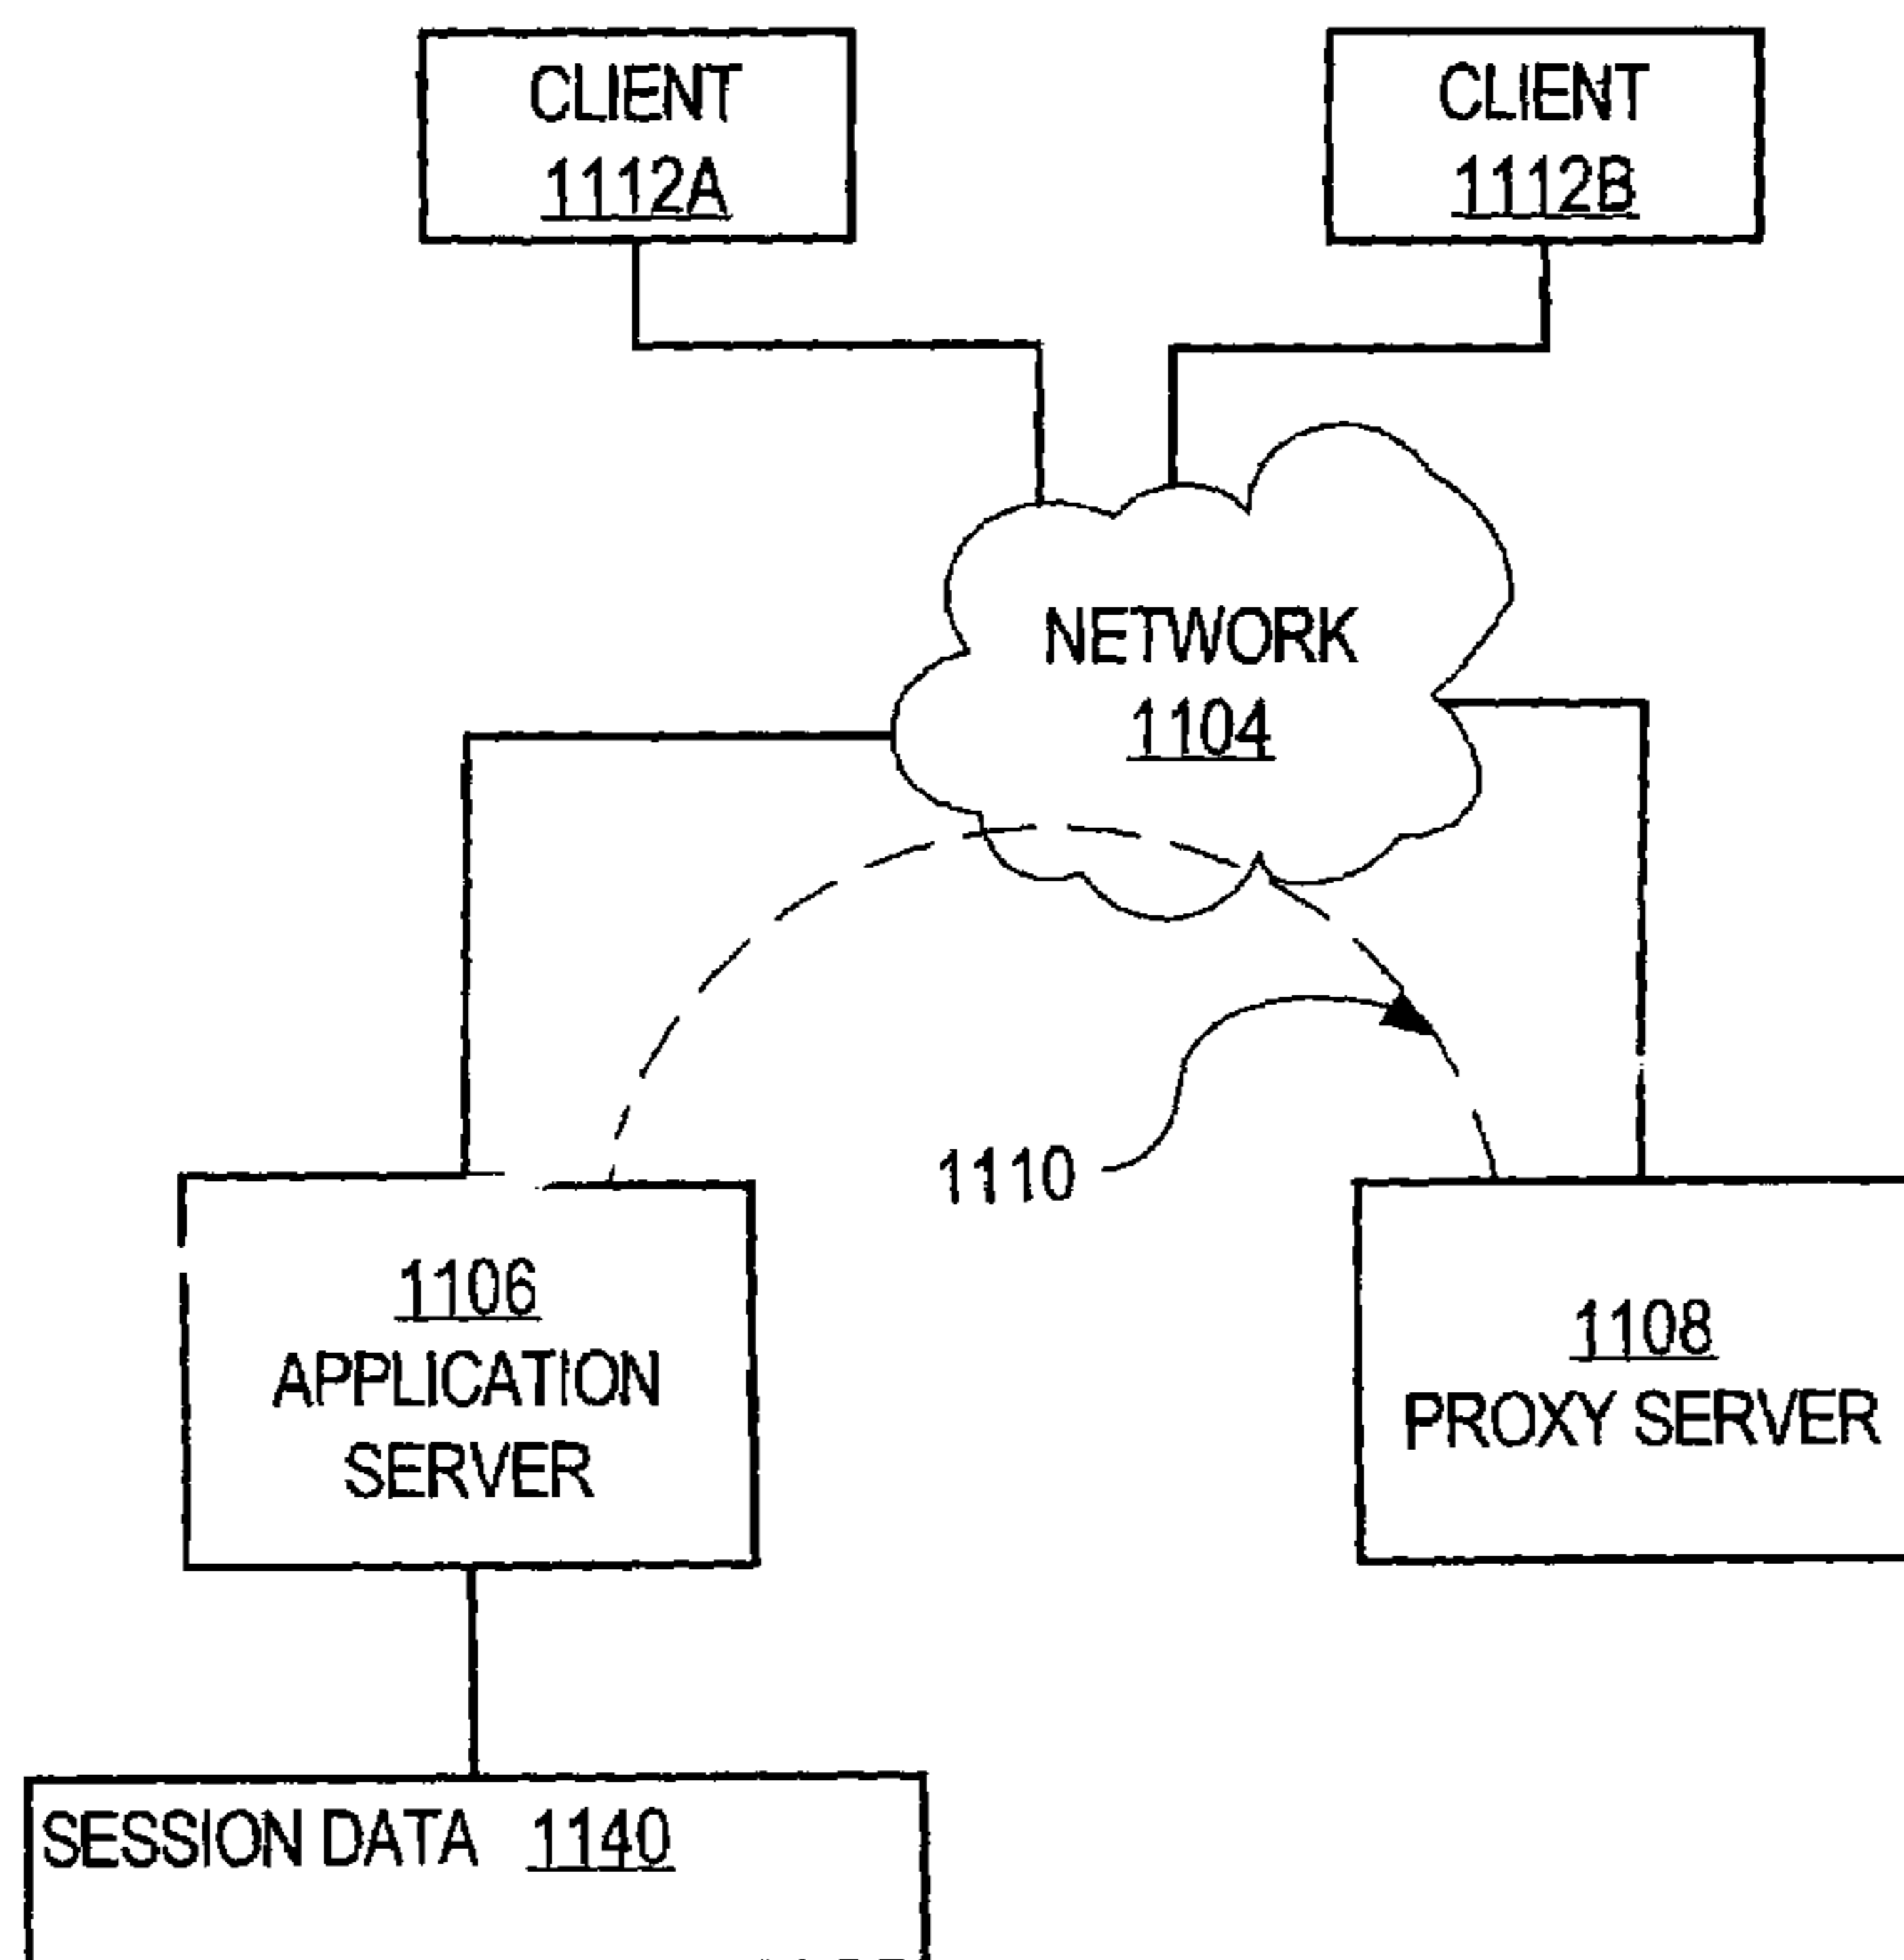 CLIENT
1112A
CLIENT
1112B
NETWORK
1104
1110
1106
APPLICATION
SERVER
1108
PROXY SERVER
SESSION DATA 1140